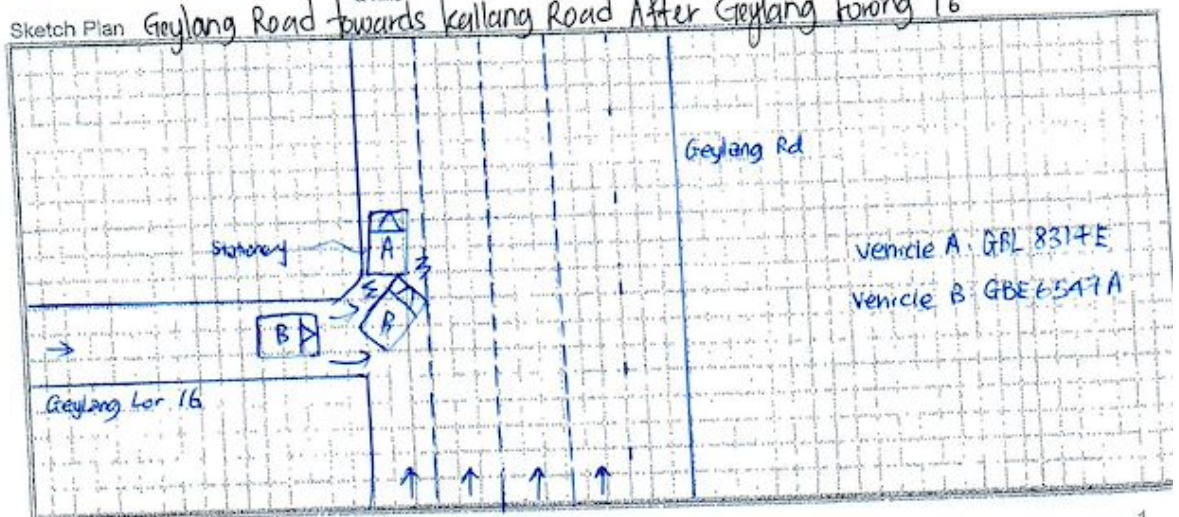 Sketch Plan Geylang Road towards kallang Road After Geylang Lorong 16
Geylang Rd
Stationery
A
B
B
Geylang Lor 16
Vehicle A: GBL 8317E
Vehicle B GBE 6547A